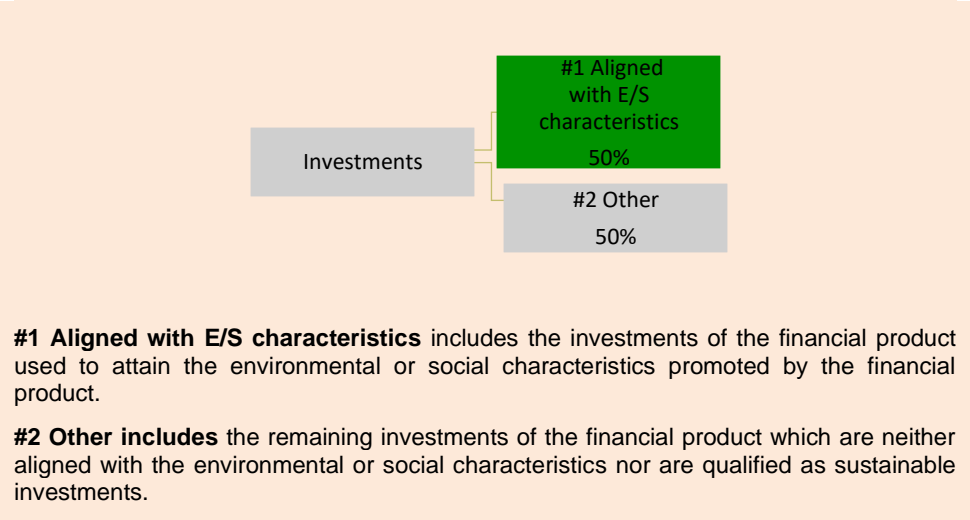 #1 Aligned
with E/S
characteristics
50%
Investments
#2 Other
50%
#1 Aligned with E/S characteristics includes the investments of the financial product
used to attain the environmental or social characteristics promoted by the financial
product.
#2 Other includes the remaining investments of the financial product which are neither
aligned with the environmental or social characteristics nor are qualified as sustainable
investments.